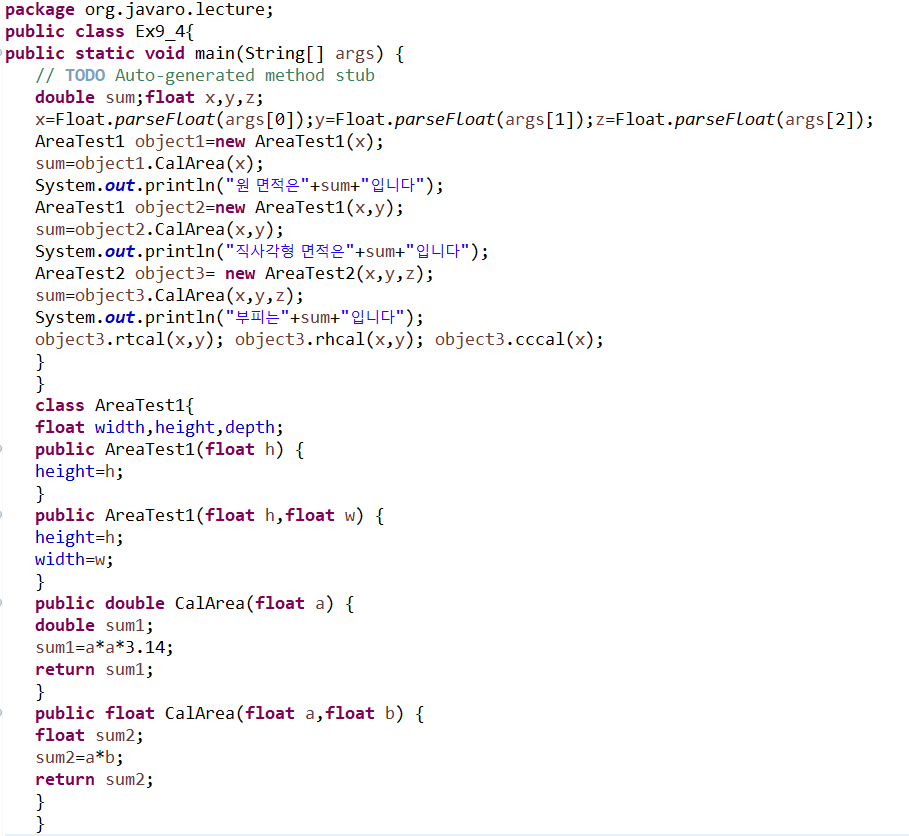 package org.javaro.lecture;
public class Ex9_4{
public static void main(String[] args) {
// TODO Auto-generated method stub
double sum;float x,y,z;
x=Float.parseFloat(args[0]);y=Float.parseFloat(args[1]);z=Float.parseFloat(args[2]);
AreaTest1 object1=new AreaTest1(x);
sum=object1.CalArea(x);
System.out.println("원 면적은"+sum+"입니다");
AreaTest1 object2=new AreaTest1(x,y);
sum=object2.CalArea(x,y);
System.out.println("직사각형 면적은"+sum+"입니다");
AreaTest2 object3= new AreaTest2(x,y,z);
sum=object3.CalArea(x,y,z);
System.out.println("부피는"+sum+"입니다");
object3.rtcal(x,y); object3.rhcal(x,y); object3.cccal(x);
}
}
class AreaTest1{
float width,height,depth;
public AreaTest1(float h) {
height=h;
}
public AreaTest1(float h,float w) {
height=h;
width=w;
}
public double CalArea(float a) {
double sum1;
sum1=a*a*3.14;
return sum1;
}
public float CalArea(float a,float b) {
float sum2;
sum2=a*b;
return sum2;
}
}